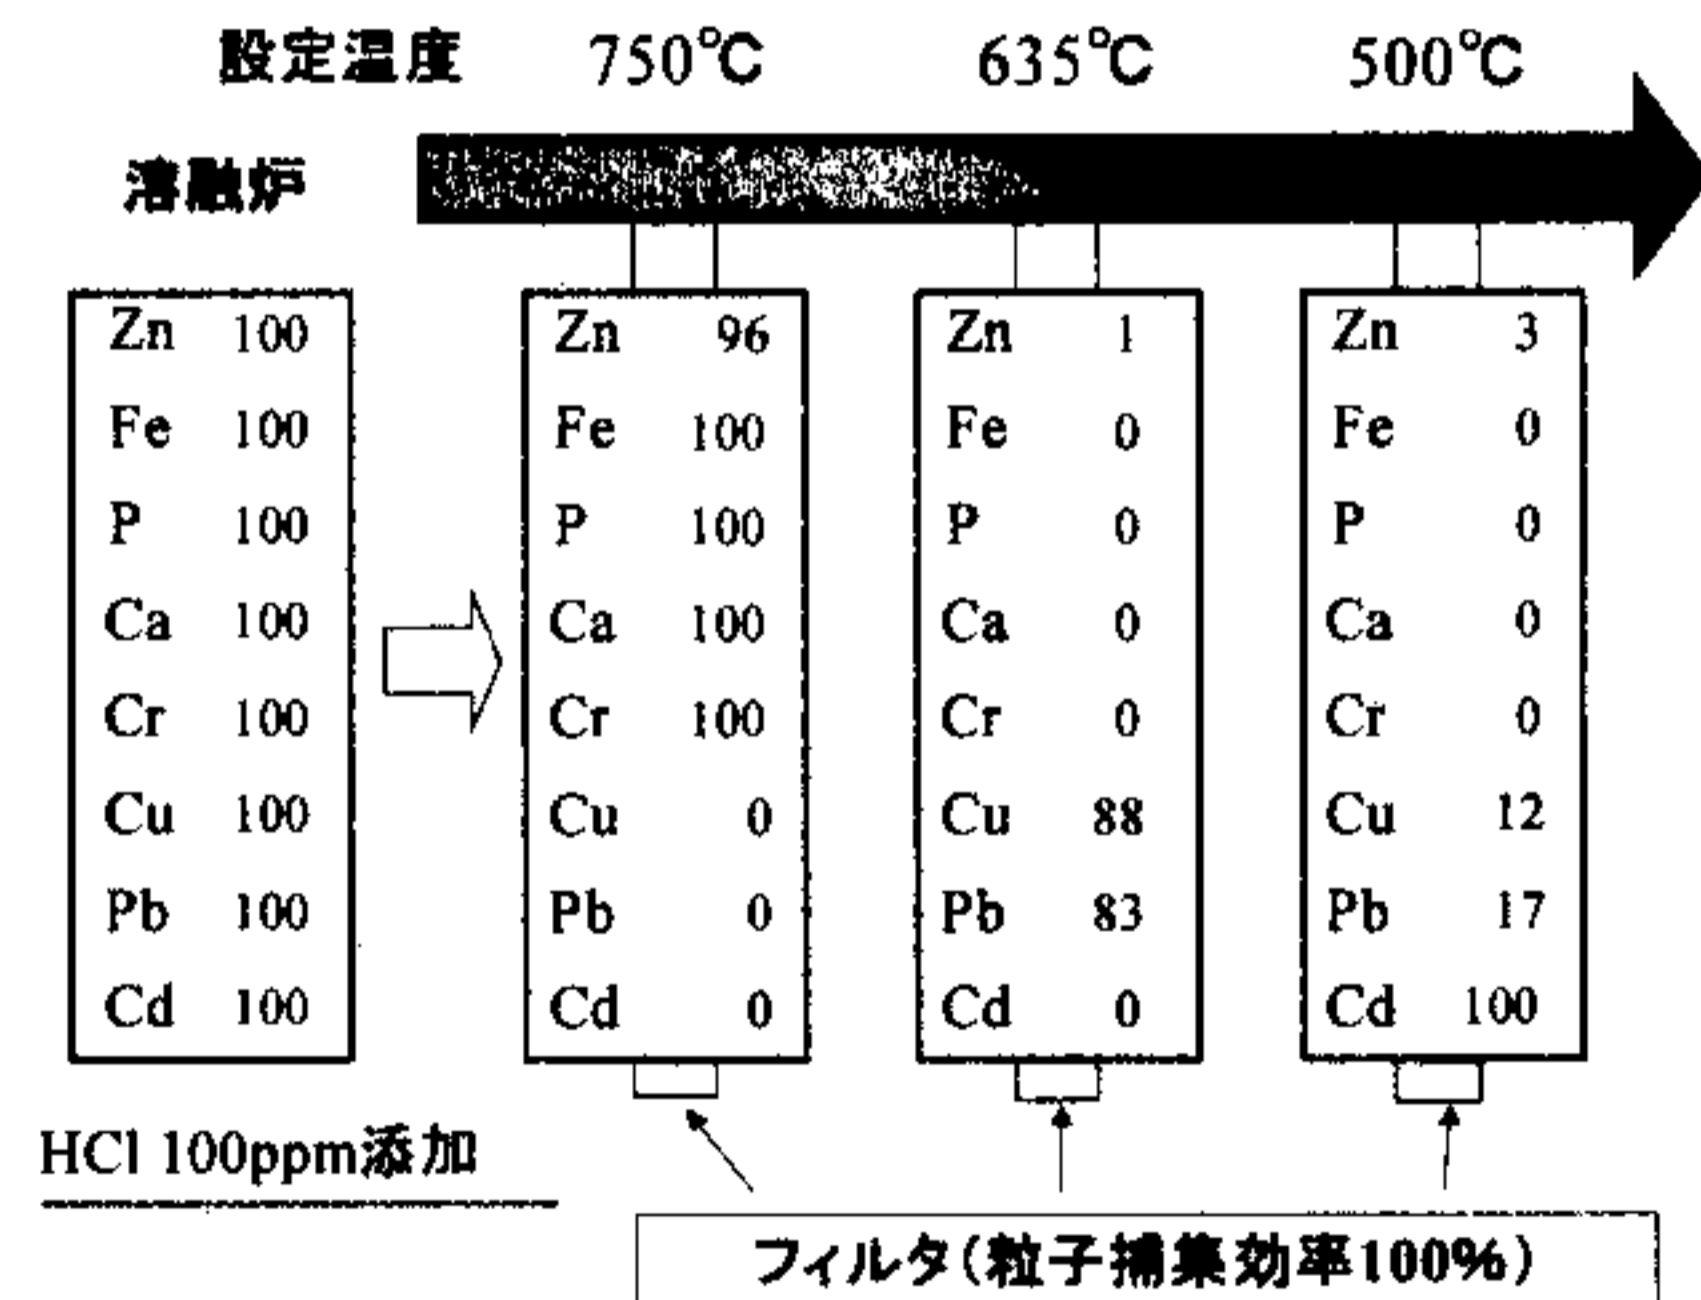 設定温度 750℃ 635℃ 500℃
溶融炉
Zn 100 Zn 96 Zn 1 Zn 3
Fe 100 Fe 100 Fe 0 Fe 0
P 100 P 100 P 0 P 0
Ca 100 Ca 100 Ca 0 Ca 0
Cr 100 Cr 100 Cr 0 Cr 0
Cu 100 Cu 0 Cu 88 Cu 12
Pb 100 Pb 0 Pb 83 Pb 17
Cd 100 Cd 0 Cd 0 Cd 100
HCl 100ppm添加
フィルタ(粒子捕集効率100%)